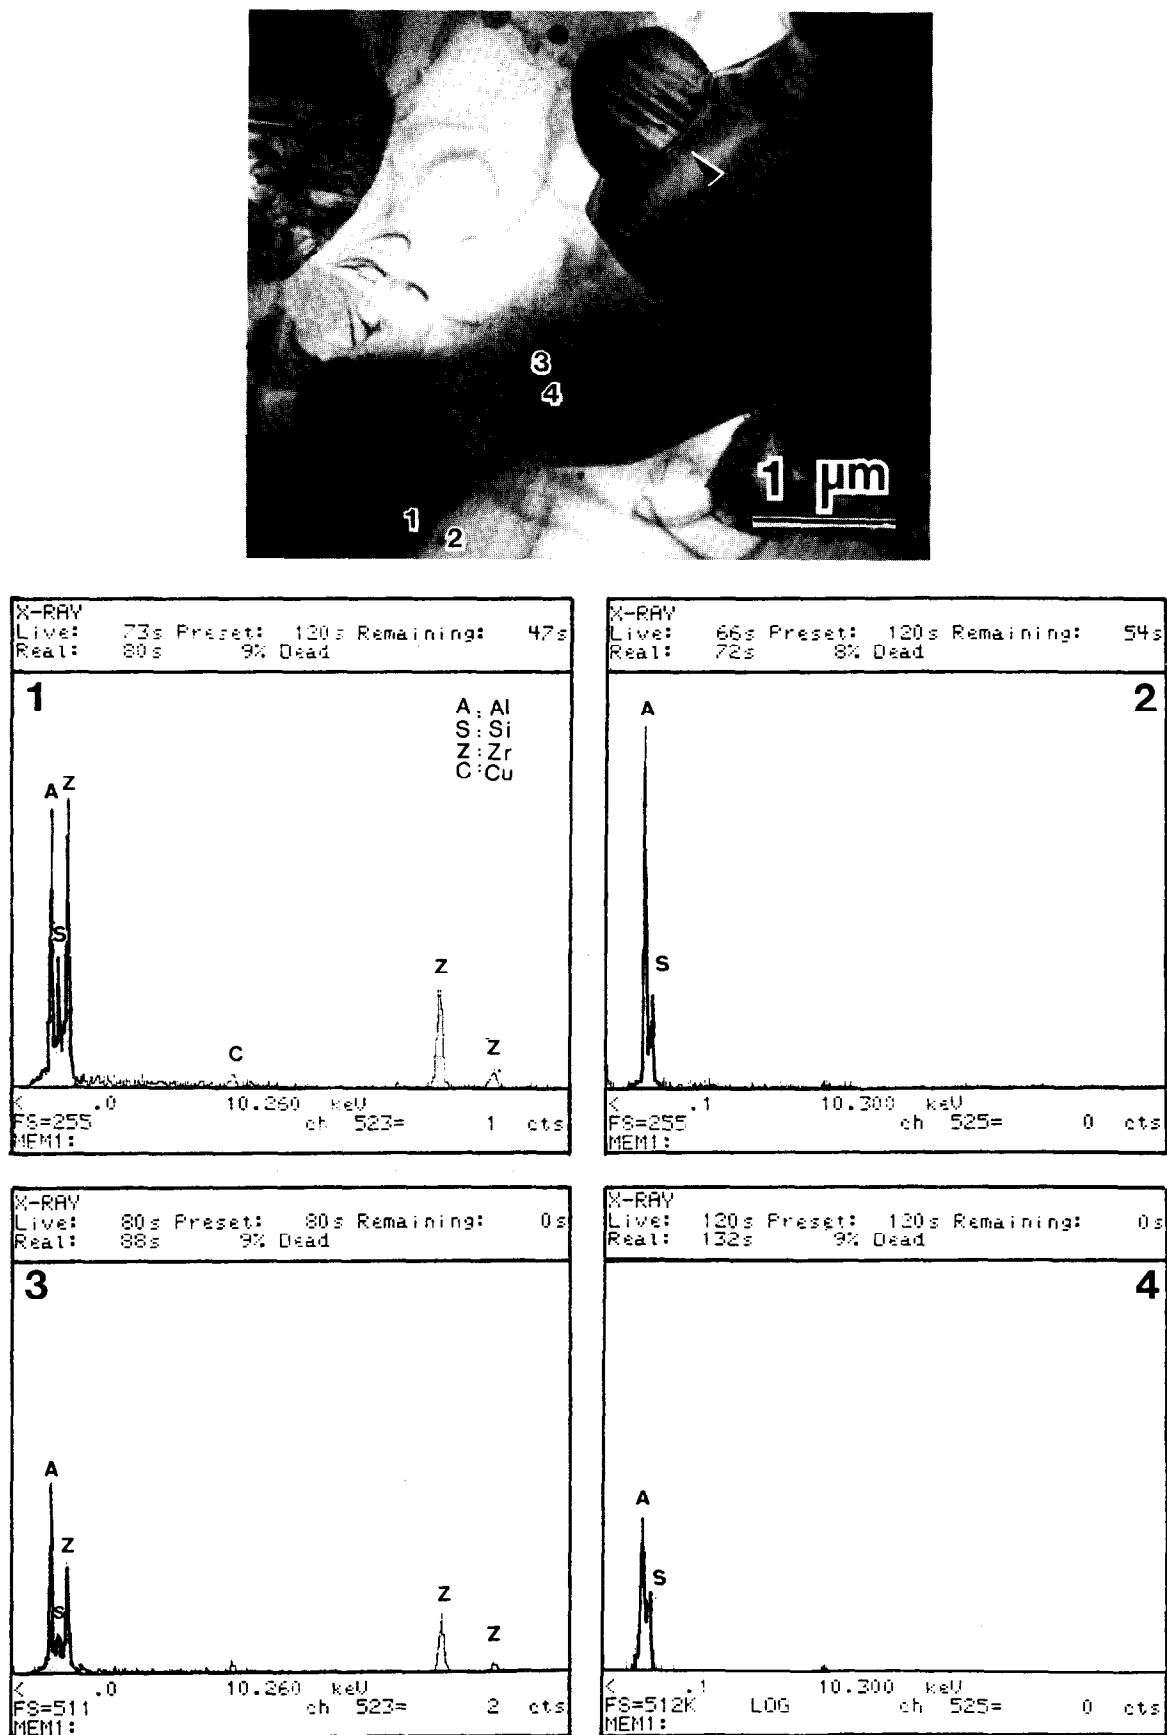 3
4
1 µm
1
2
X-RAY
Live: 73s Preset: 120s Remaining: 47s
Real: 80s 9% Dead
1
A : Al
S : Si
Z : Zr
C : Cu
A Z
S
Z
C
Z
< .0 10.260 keV
FS=255 ch 523= 1 cts
MEM1:
X-RAY
Live: 66s Preset: 120s Remaining: 54s
Real: 72s 8% Dead
2
A
S
< .1 10.300 keV
FS=255 ch 525= 0 cts
MEM1:
X-RAY
Live: 80s Preset: 80s Remaining: 0s
Real: 88s 9% Dead
3
A
Z
Z
S
Z
< .0 10.260 keV
FS=511 ch 523= 2 cts
MEM1:
X-RAY
Live: 120s Preset: 120s Remaining: 0s
Real: 132s 9% Dead
4
A
S
< .1 10.300 keV
FS=512K LOG ch 525= 0 cts
MEM1: